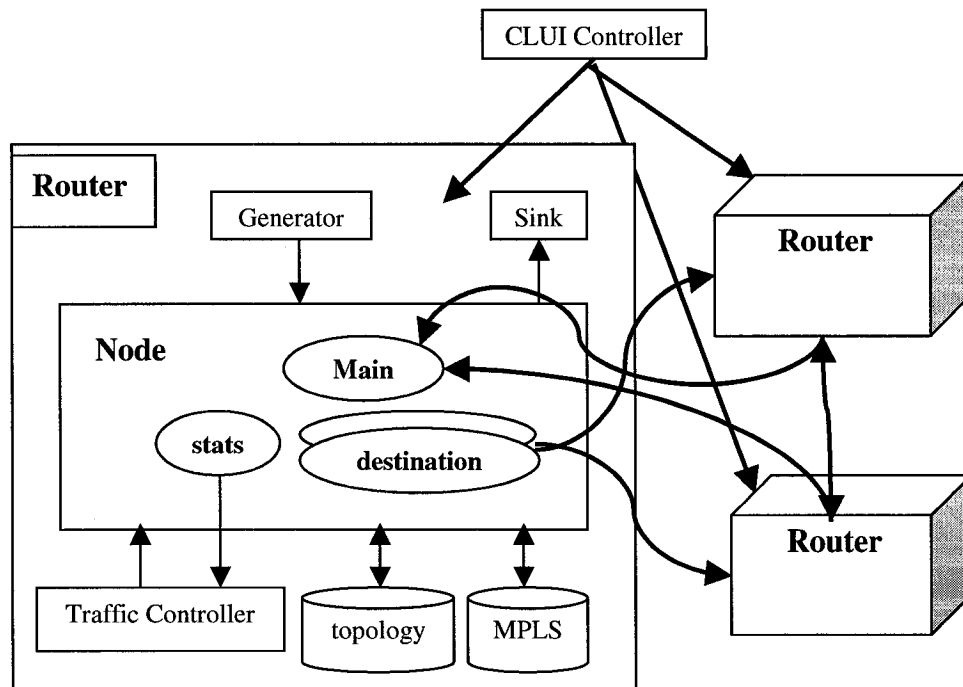 CLUI Controller
Router
Generator
Sink
Router
Node
Main
stats
destination
Router
Traffic Controller
topology
MPLS